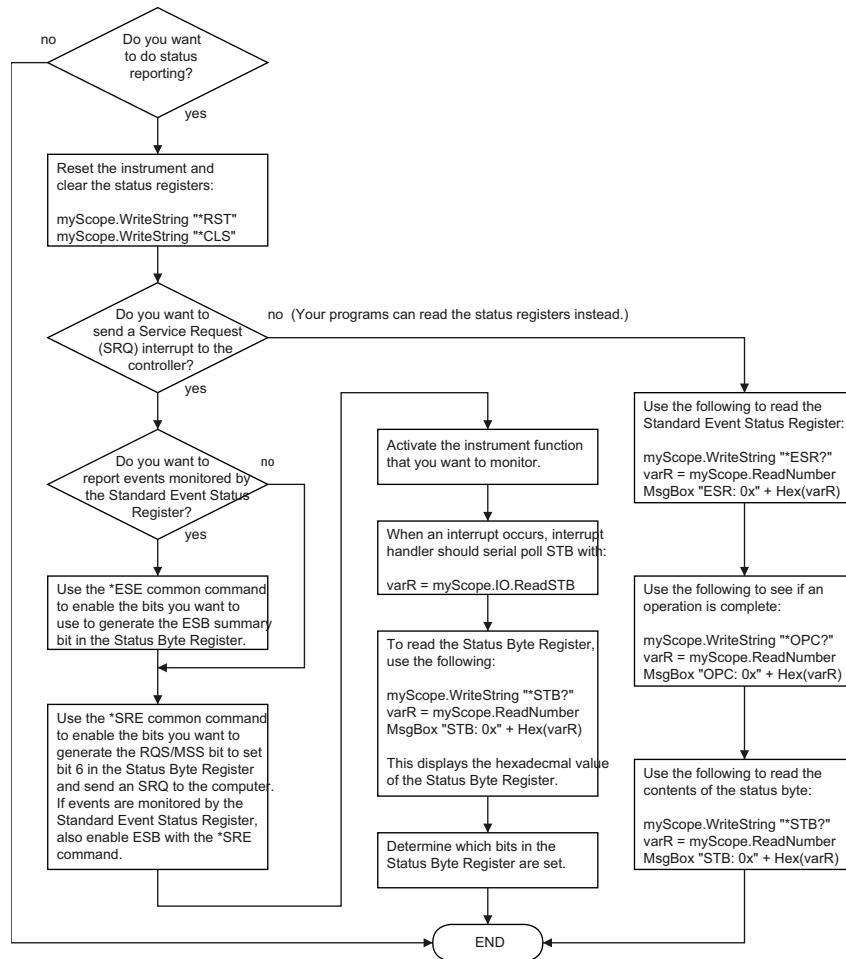 Do you want
to do status
reporting?
no
yes
Reset the instrument and
clear the status registers:
myScope.WriteString "*RST"
myScope.WriteString "*CLS"
Do you want to
send a Service Request
(SRQ) interrupt to the
controller?
no (Your programs can read the status registers instead.)
yes
Do you want to
report events monitored by
the Standard Event Status
Register?
no
yes
Use the *ESE common command
to enable the bits you want to
use to generate the ESB summary
bit in the Status Byte Register.
Use the *SRE common command
to enable the bits you want to
generate the RQS/MSS bit to set
bit 6 in the Status Byte Register
and send an SRQ to the computer.
If events are monitored by the
Standard Event Status Register,
also enable ESB with the *SRE
command.
Activate the instrument function
that you want to monitor.
When an interrupt occurs, interrupt
handler should serial poll STB with:
varR = myScope.IO.ReadSTB
To read the Status Byte Register,
use the following:
myScope.WriteString "*STB?"
varR = myScope.ReadNumber
MsgBox "STB: 0x" + Hex(varR)
This displays the hexadecmal value
of the Status Byte Register.
Determine which bits in the
Status Byte Register are set.
Use the following to read the
Standard Event Status Register:
myScope.WriteString "*ESR?"
varR = myScope.ReadNumber
MsgBox "ESR: 0x" + Hex(varR)
Use the following to see if an
operation is complete:
myScope.WriteString "*OPC?"
varR = myScope.ReadNumber
MsgBox "OPC: 0x" + Hex(varR)
Use the following to read the
contents of the status byte:
myScope.WriteString "*STB?"
varR = myScope.ReadNumber
MsgBox "STB: 0x" + Hex(varR)
END